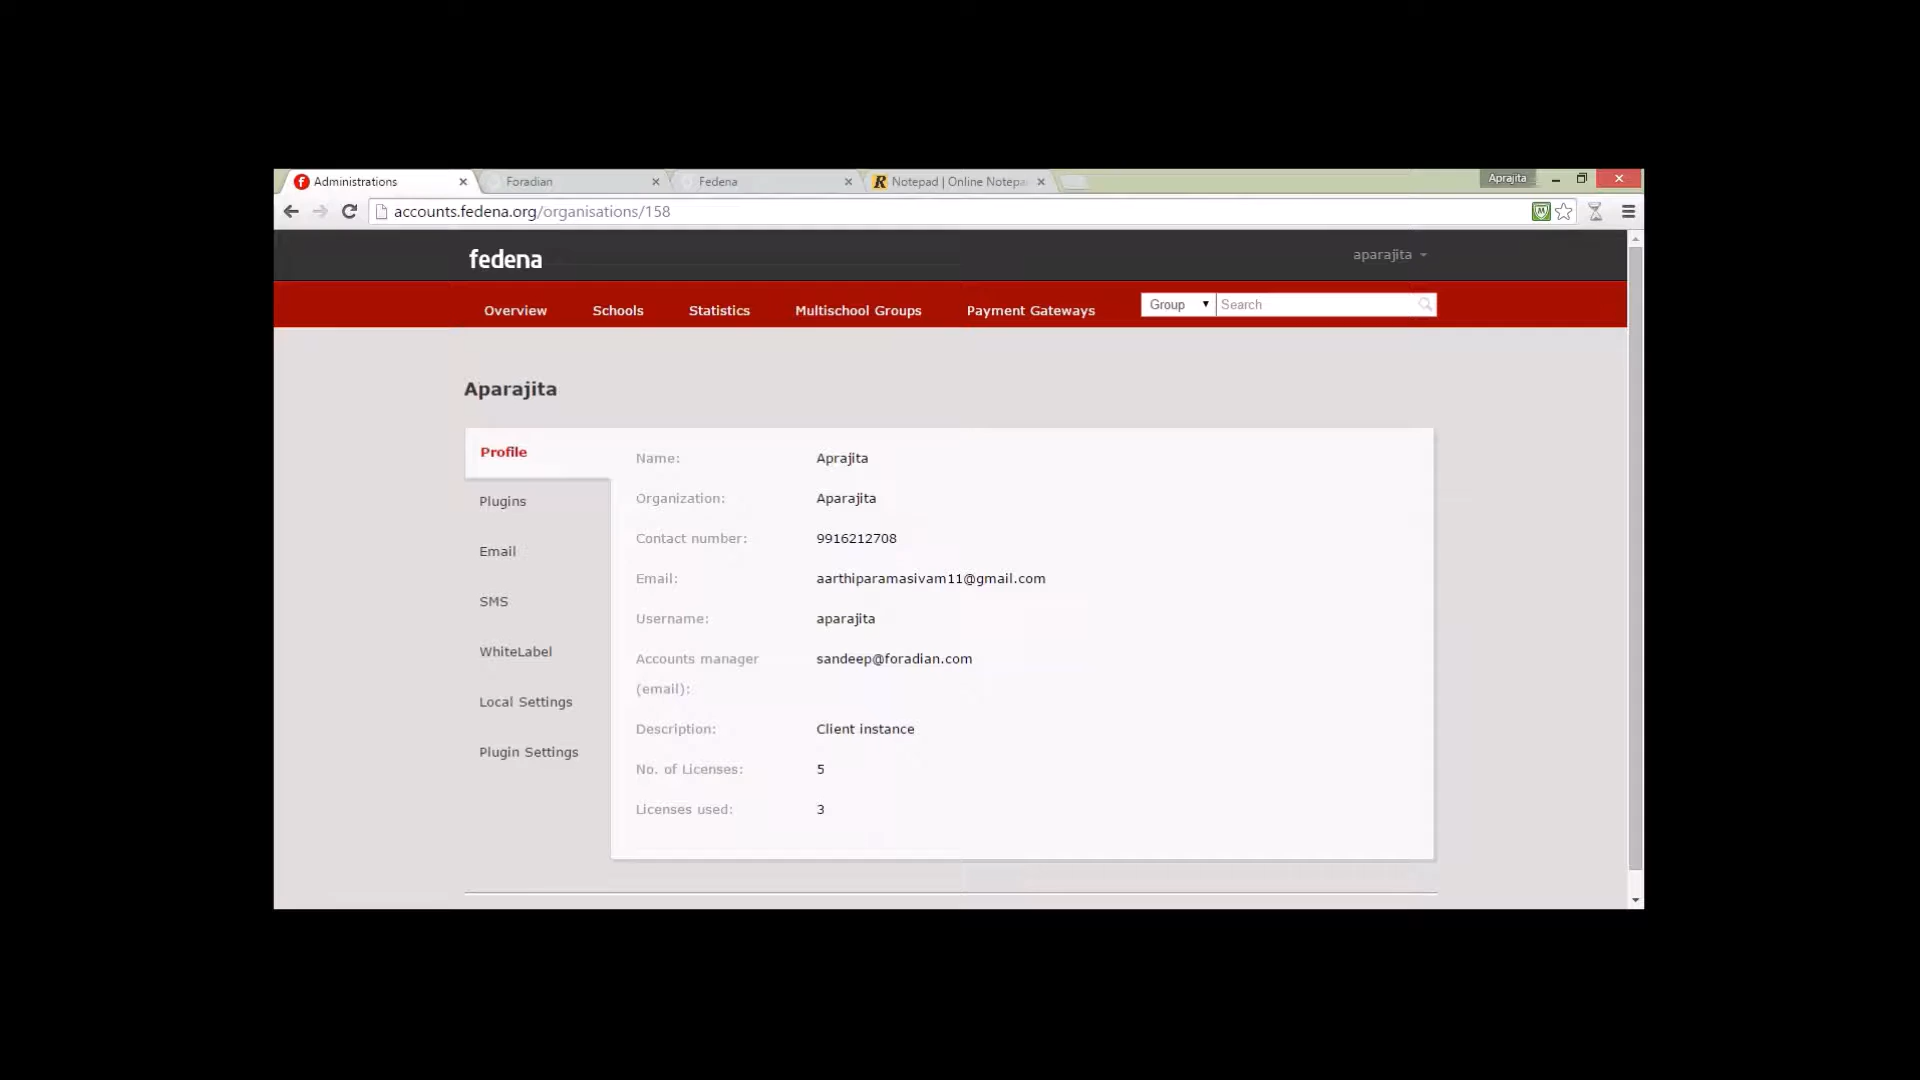 Administrations
Foradian
Fedena
R Notepad | Online Notepa
Aprajita
accounts.fedena.org/organisations/158
fedena
aparajita
Overview
Schools
Statistics
Multischool Groups
Payment Gateways
Group
Search
Aparajita
Profile
Plugins
Email
SMS
WhiteLabel
Local Settings
Plugin Settings
Name: Aprajita
Organization: Aparajita
Contact number: 9916212708
Email: aarthiparamasivam11@gmail.com
Username: aparajita
Accounts manager sandeep@foradian.com
(email):
Description: Client instance
No. of Licenses: 5
Licenses used: 3